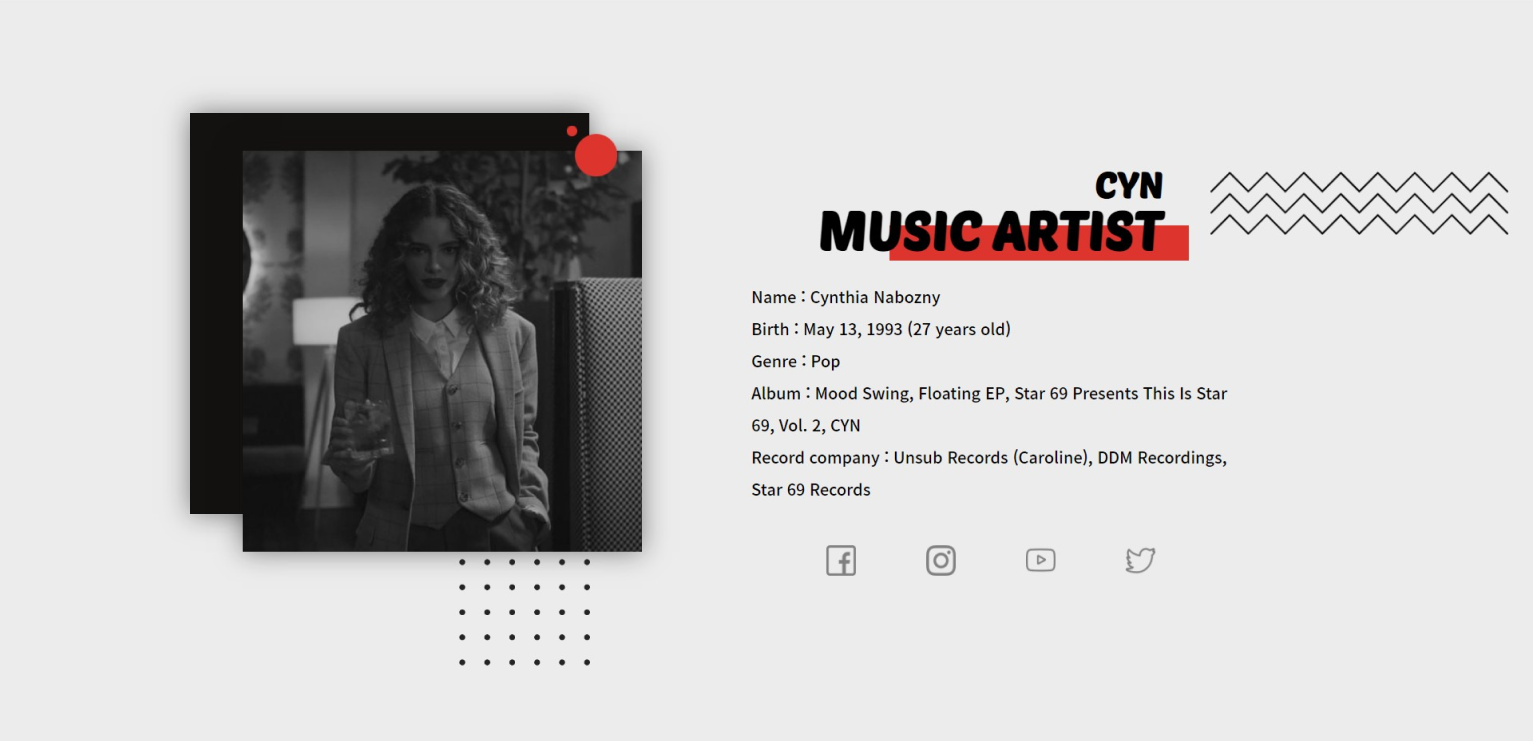 CYN
MUSIC ARTIST
Name : Cynthia Nabozny
Birth : May 13, 1993 (27 years old)
Genre : Pop
Album : Mood Swing, Floating EP, Star 69 Presents This Is Star
69, Vol. 2, CYN
Record company : Unsub Records (Caroline), DDM Recordings,
Star 69 Records